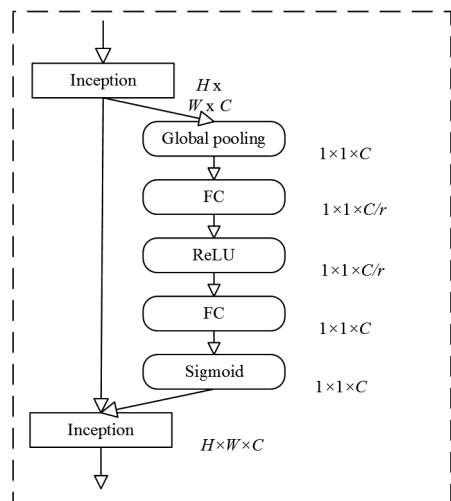 Inception
H x
W x C
Global pooling
1×1×C
FC
1×1×C/r
ReLU
1×1×C/r
FC
1×1×C
Sigmoid
1×1×C
Inception
H×W×C